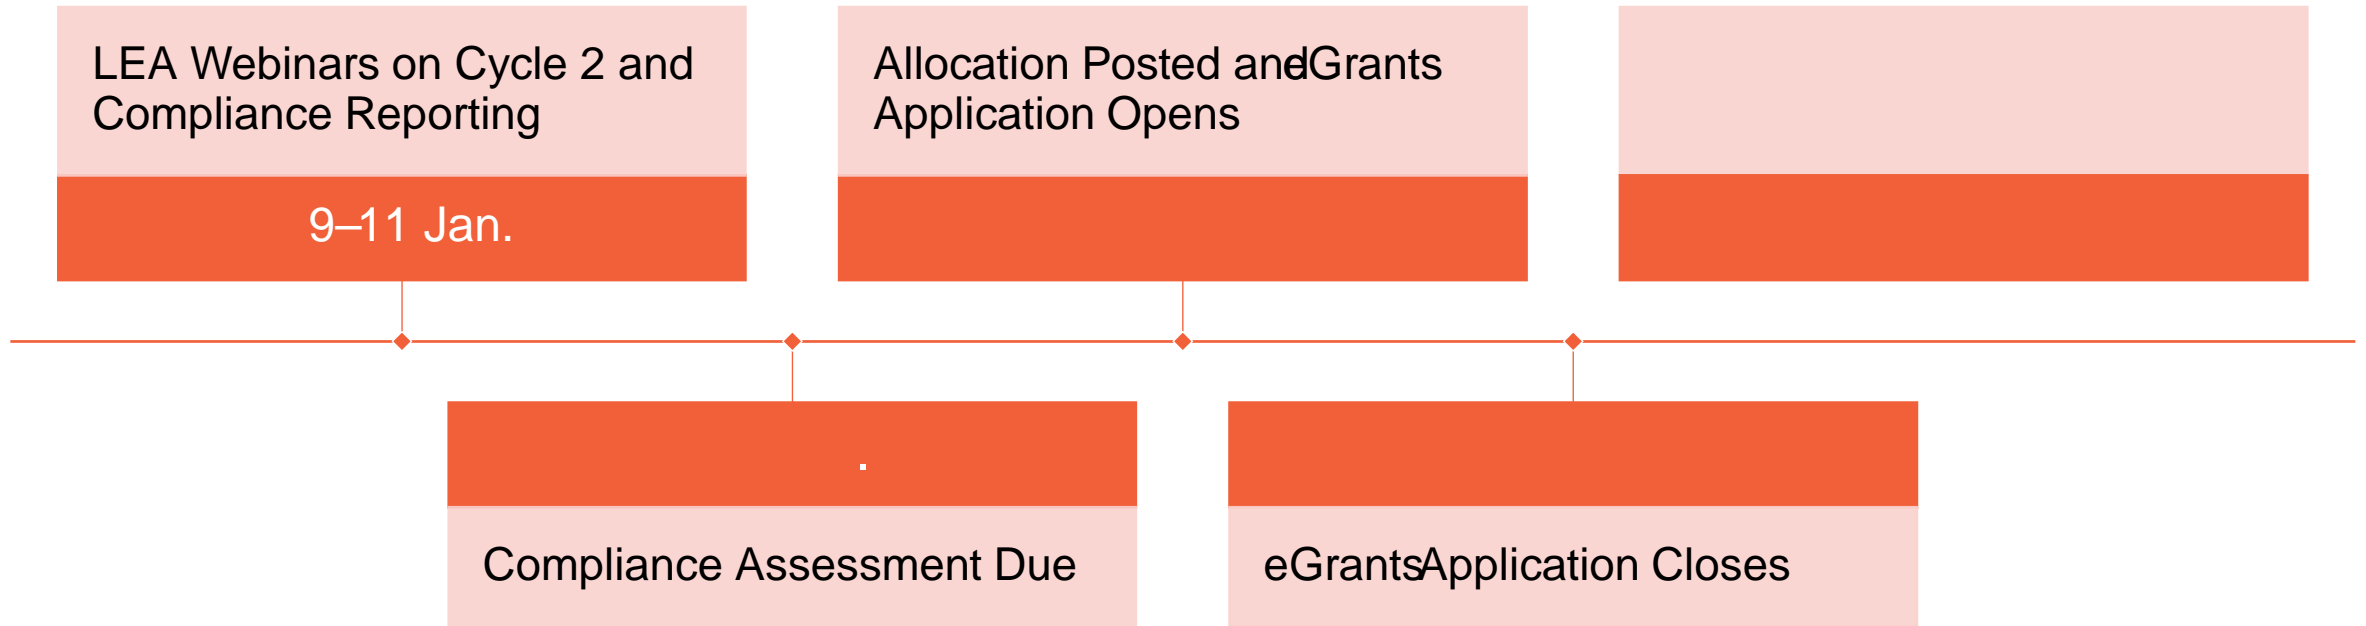 LEA Webinars on Cycle 2 and
Compliance Reporting
9–11 Jan.
Allocation Posted and eGrants
Application Opens
.
Compliance Assessment Due
eGrants Application Closes